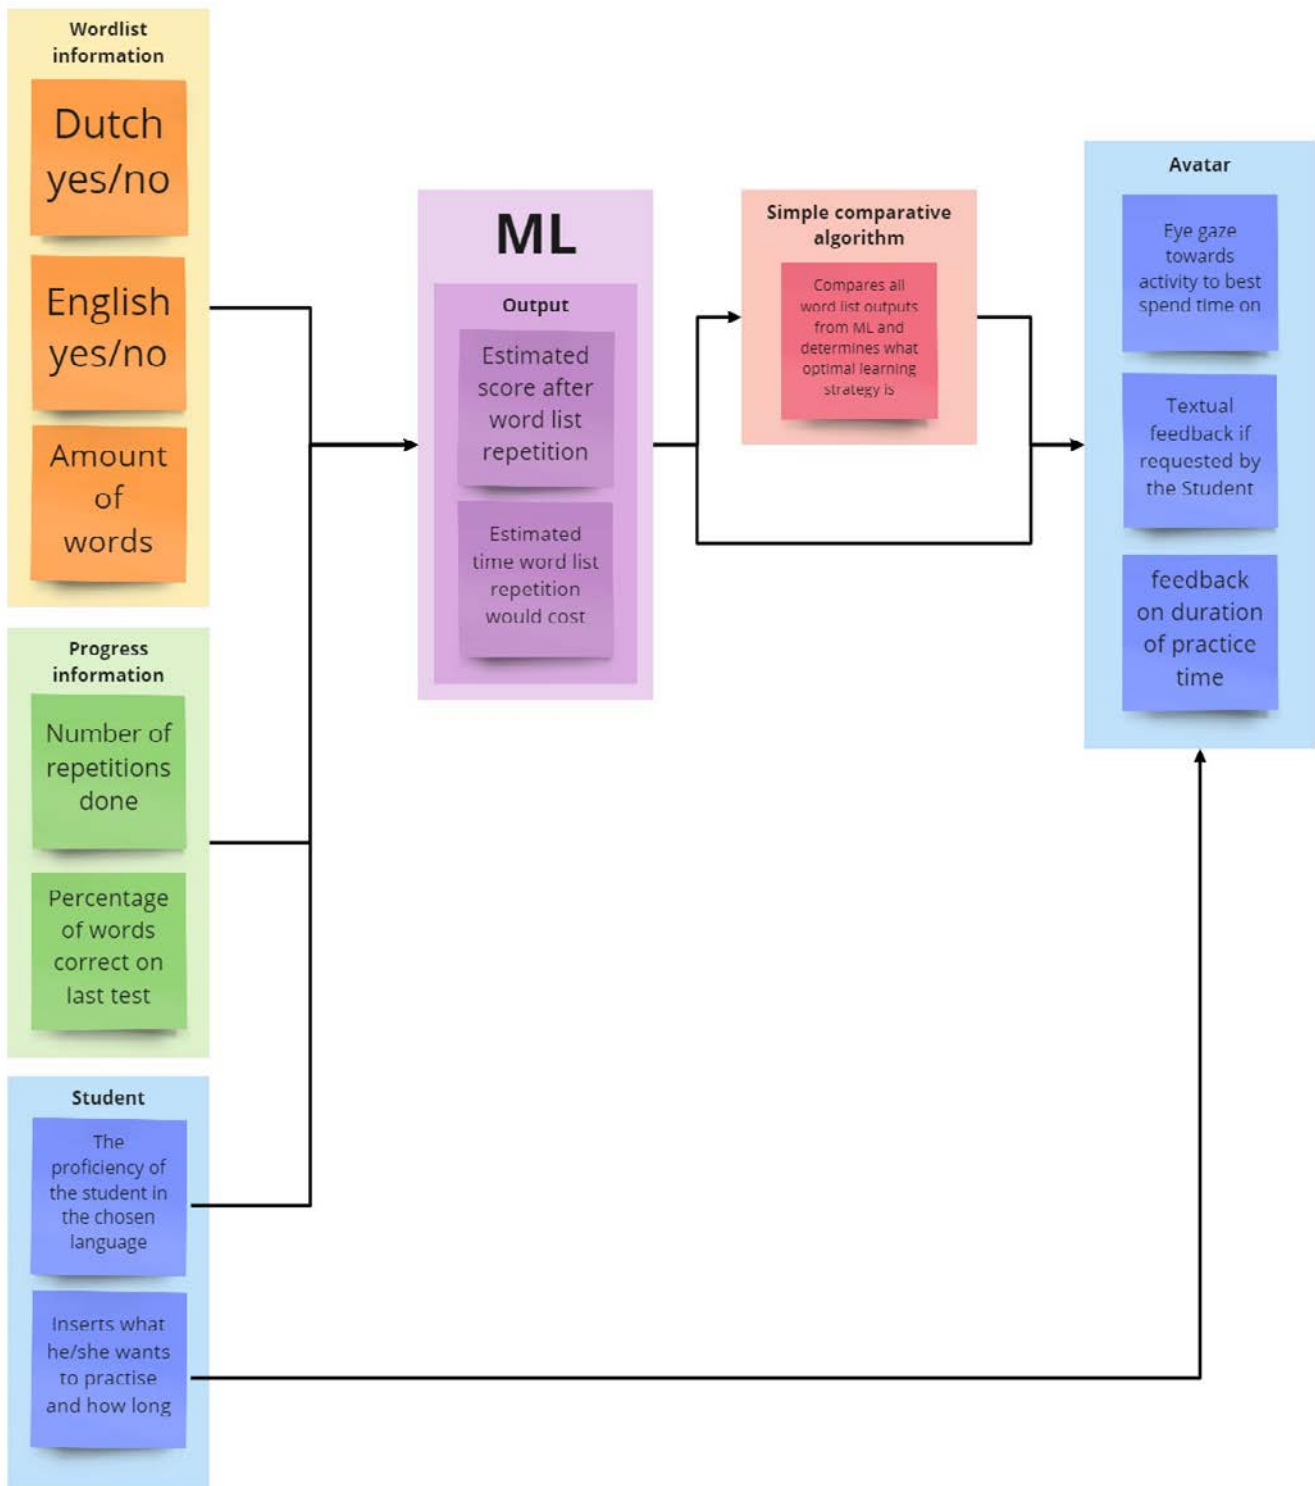 Wordlist
information
Dutch
yes/no
English
yes/no
Amount
of
words
Progress
information
Number of
repetitions
done
Percentage
of words
correct on
last test
Student
The
proficiency of
the student in
the chosen
language
Inserts what
he/she wants
to practise
and how long
ML
Output
Estimated
score after
word list
repetition
Estimated
time word list
repetition
would cost
Simple comparative
algorithm
Compares all
word list outputs
from ML and
determines what
optimal learning
strategy is
Avatar
Eye gaze
towards
activity to best
spend time on
Textual
feedback if
requested by
the Student
feedback
on duration
of practice
time